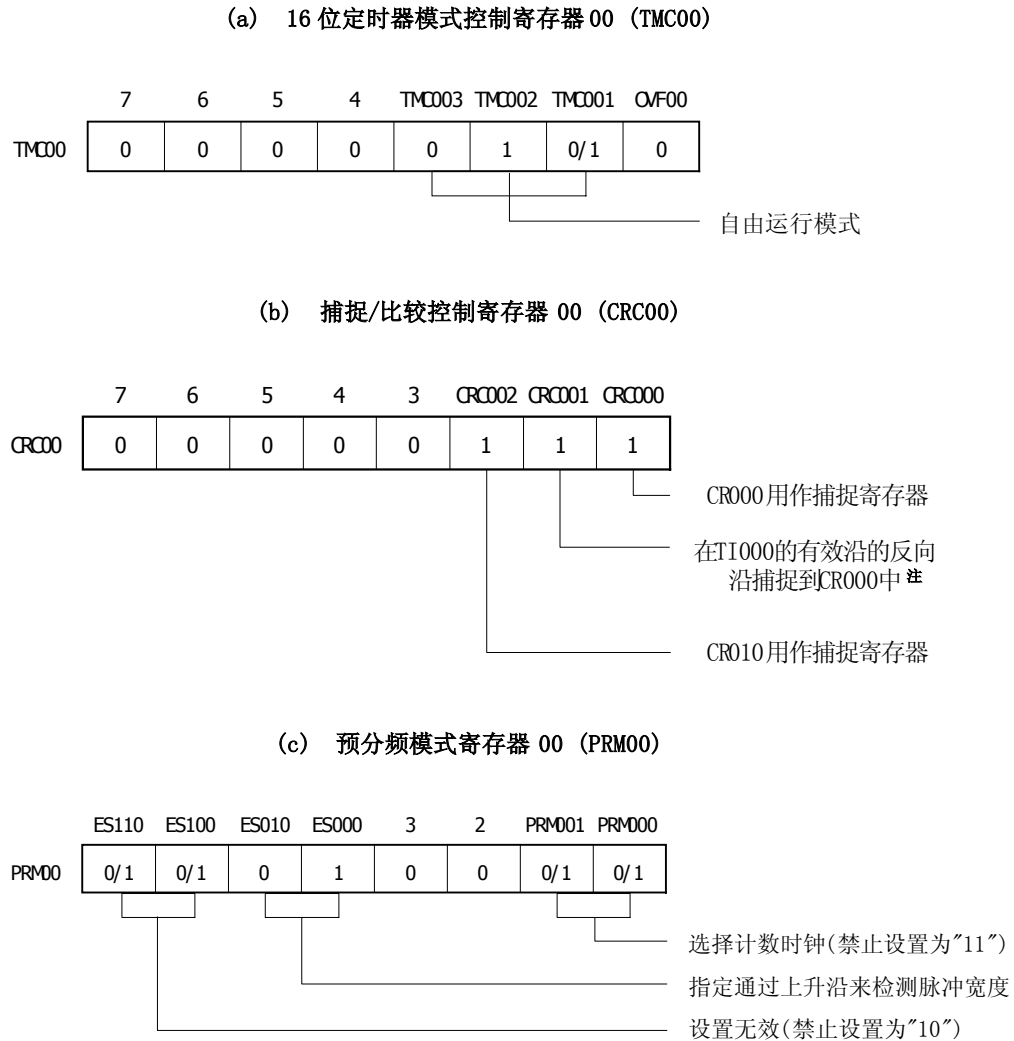 (a) 16 位定时器模式控制寄存器 00 (TMC00)
7 6 5 4 TMC003 TMC002 TMC001 OVF00
TMC00 0 0 0 0 0 1 0/1 0
自由运行模式
(b) 捕捉/比较控制寄存器 00 (CRC00)
7 6 5 4 3 CRC002 CRC001 CRC000
CRC00 0 0 0 0 0 1 1 1
CR000用作捕捉寄存器
在TI000的有效沿的反向
沿捕捉到CR000中 注
CR010用作捕捉寄存器
(c) 预分频模式寄存器 00 (PRM00)
ES110 ES100 ES010 ES000 3 2 PRM001 PRM000
PRM00 0/1 0/1 0 1 0 0 0/1 0/1
选择计数时钟(禁止设置为"11")
指定通过上升沿来检测脉冲宽度
设置无效(禁止设置为"10")